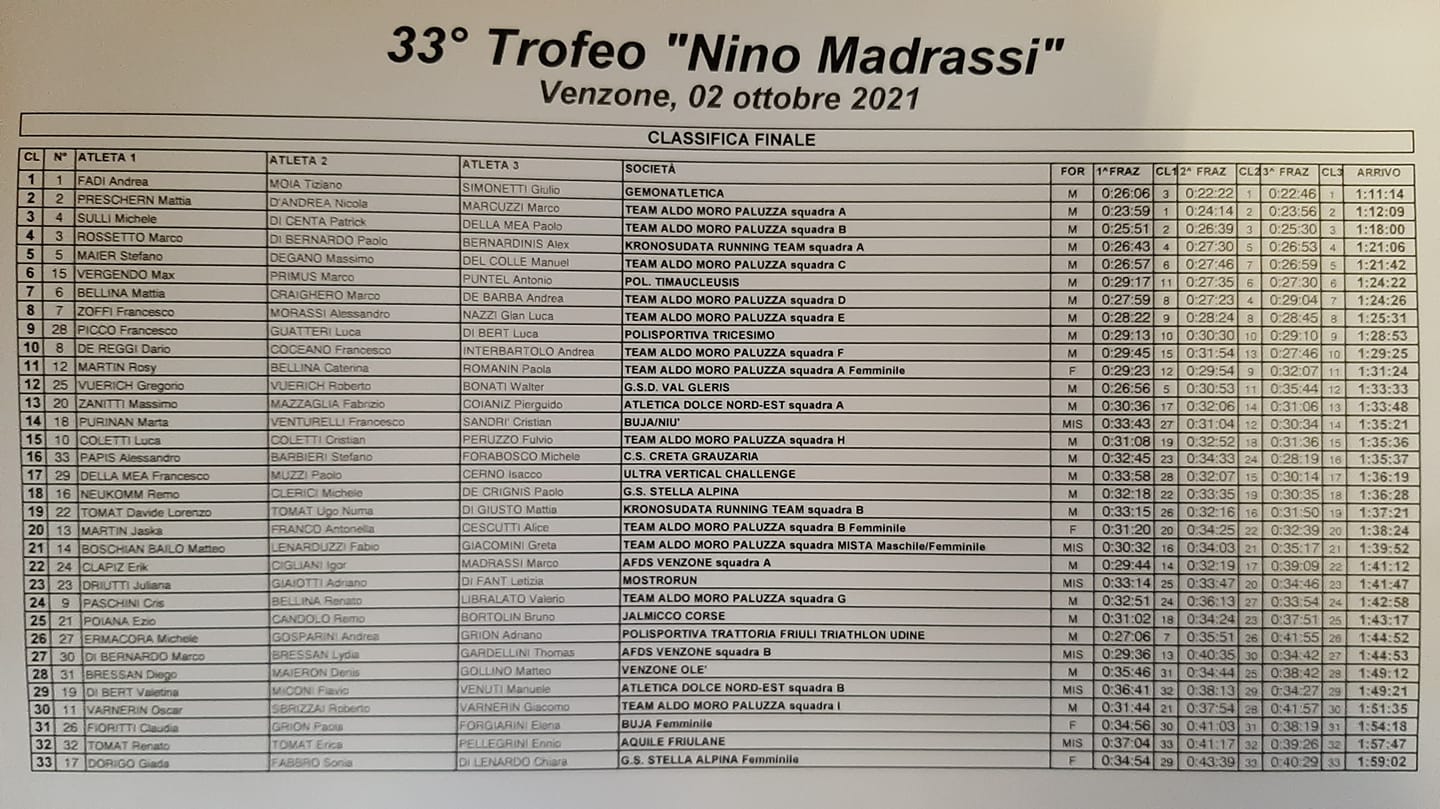 33° Trofeo "Nino Madrassi"
Venzone, 02 ottobre 2021
CLASSIFICA FINALE
CL N° ATLETA 1 ATLETA 2 ATLETA 3 SOCIETÀ FOR 1^FRAZ CL1 2^ FRAZ CL2 3^ FRAZ CL3 ARRIVO
1 1 FADI Andrea MOIA Tiziano SIMONETTI Giulio GEMONATLETICA M 0:26:06 3 0:22:22 1 0:22:46 1 1:11:14
2 2 PRESCHERN Mattia D'ANDREA Nicola MARCUZZI Marco TEAM ALDO MORO PALUZZA squadra A M 0:23:59 1 0:24:14 2 0:23:56 2 1:12:09
3 4 SULLI Michele DI CENTA Patrick DELLA MEA Paolo TEAM ALDO MORO PALUZZA squadra B M 0:25:51 2 0:26:39 3 0:25:30 3 1:18:00
4 3 ROSSETTO Marco DI BERNARDO Paolo BERNARDINIS Alex KRONOSUDATA RUNNING TEAM squadra A M 0:26:43 4 0:27:30 5 0:26:53 4 1:21:06
5 5 MAIER Stefano DEGANO Massimo DEL COLLE Manuel TEAM ALDO MORO PALUZZA squadra C M 0:26:57 6 0:27:46 7 0:26:59 5 1:21:42
6 15 VERGENDO Max PRIMUS Marco PUNTEL Antonio POL. TIMAUCLEUSIS M 0:29:17 11 0:27:35 6 0:27:30 6 1:24:22
7 6 BELLINA Mattia CRAIGHERO Marco DE BARBA Andrea TEAM ALDO MORO PALUZZA squadra D M 0:27:59 8 0:27:23 4 0:29:04 7 1:24:26
8 7 ZOFFI Francesco MORASSI Alessandro NAZZI Gian Luca TEAM ALDO MORO PALUZZA squadra E M 0:28:22 9 0:28:24 8 0:28:45 8 1:25:31
9 28 PICCO Francesco GUATTERI Luca DI BERT Luca POLISPORTIVA TRICESIMO M 0:29:13 10 0:30:30 10 0:29:10 9 1:28:53
10 8 DE REGGI Dario COCEANO Francesco INTERBARTOLO Andrea TEAM ALDO MORO PALUZZA squadra F M 0:29:45 15 0:31:54 13 0:27:46 10 1:29:25
11 12 MARTIN Rosy BELLINA Caterina ROMANIN Paola TEAM ALDO MORO PALUZZA squadra A Femminile F 0:29:23 12 0:29:54 9 0:32:07 11 1:31:24
12 25 VUERICH Gregorio VUERICH Roberto BONATI Walter G.S.D. VAL GLERIS M 0:26:56 5 0:30:53 11 0:35:44 12 1:33:33
13 20 ZANITTI Massimo MAZZAGLIA Fabrizio COIANIZ Pierguido ATLETICA DOLCE NORD-EST squadra A M 0:30:36 17 0:32:06 14 0:31:06 13 1:33:48
14 18 PURINAN Marta VENTURELLI Francesco SANDRI' Cristian BUJA/NIU' MIS 0:33:43 27 0:31:04 12 0:30:34 14 1:35:21
15 10 COLETTI Luca COLETTI Cristian PERUZZO Fulvio TEAM ALDO MORO PALUZZA squadra H M 0:31:08 19 0:32:52 18 0:31:36 15 1:35:36
16 33 PAPIS Alessandro BARBIERI Stefano FORABOSCO Michele C.S. CRETA GRAUZARIA M 0:32:45 23 0:34:33 24 0:28:19 16 1:35:37
17 29 DELLA MEA Francesco MUZZI Paolo CERNO Isacco ULTRA VERTICAL CHALLENGE M 0:33:58 28 0:32:07 15 0:30:14 17 1:36:19
18 16 NEUKOMM Remo CLERICI Michele DE CRIGNIS Paolo G.S. STELLA ALPINA M 0:32:18 22 0:33:35 19 0:30:35 18 1:36:28
19 22 TOMAT Davide Lorenzo TOMAT Ugo Numa DI GIUSTO Mattia KRONOSUDATA RUNNING TEAM squadra B M 0:33:15 26 0:32:16 16 0:31:50 19 1:37:21
20 13 MARTIN Jaska FRANCO Antonella CESCUTTI Alice TEAM ALDO MORO PALUZZA squadra B Femminile F 0:31:20 20 0:34:25 22 0:32:39 20 1:38:24
21 14 BOSCHIAN BAILO Matteo LENARDUZZI Fabio GIACOMINI Greta TEAM ALDO MORO PALUZZA squadra MISTA Maschile/Femminile MIS 0:30:32 16 0:34:03 21 0:35:17 21 1:39:52
22 24 CLAPIZ Erik CIGLIANI Igor MADRASSI Marco AFDS VENZONE squadra A M 0:29:44 14 0:32:19 17 0:39:09 22 1:41:12
23 23 DRIUTTI Juliana GIAIOTTI Adriano DI FANT Letizia MOSTRORUN MIS 0:33:14 25 0:33:47 20 0:34:46 23 1:41:47
24 9 PASCHINI Cris BELLINA Renato LIBRALATO Valerio TEAM ALDO MORO PALUZZA squadra G M 0:32:51 24 0:36:13 27 0:33:54 24 1:42:58
25 21 POIANA Ezio CANDOLO Remo BORTOLIN Bruno JALMICCO CORSE M 0:31:02 18 0:34:24 23 0:37:51 25 1:43:17
26 27 ERMACORA Michele GOSPARINI Andrea GRION Adriano POLISPORTIVA TRATTORIA FRIULI TRIATHLON UDINE M 0:27:06 7 0:35:51 26 0:41:55 26 1:44:52
27 30 DI BERNARDO Marco BRESSAN Lydia GARDELLINI Thomas AFDS VENZONE squadra B MIS 0:29:36 13 0:40:35 30 0:34:42 27 1:44:53
28 31 BRESSAN Diego MAIERON Denis GOLLINO Matteo VENZONE OLE' M 0:35:46 31 0:34:44 25 0:38:42 28 1:49:12
29 19 DI BERT Valetina MICONI Flavio VENUTI Manuele ATLETICA DOLCE NORD-EST squadra B MIS 0:36:41 32 0:38:13 29 0:34:27 29 1:49:21
30 11 VARNERIN Oscar SBRIZZAI Roberto VARNERIN Giacomo TEAM ALDO MORO PALUZZA squadra I M 0:31:44 21 0:37:54 28 0:41:57 30 1:51:35
31 26 FIORITTI Claudia GRION Paola FORGIARINI Elena BUJA Femminile F 0:34:56 30 0:41:03 31 0:38:19 31 1:54:18
32 32 TOMAT Renato TOMAT Erica PELLEGRINI Ennio AQUILE FRIULANE MIS 0:37:04 33 0:41:17 32 0:39:26 32 1:57:47
33 17 DORIGO Giada FABBRO Sonia DI LENARDO Chiara G.S. STELLA ALPINA Femminile F 0:34:54 29 0:43:39 33 0:40:29 33 1:59:02